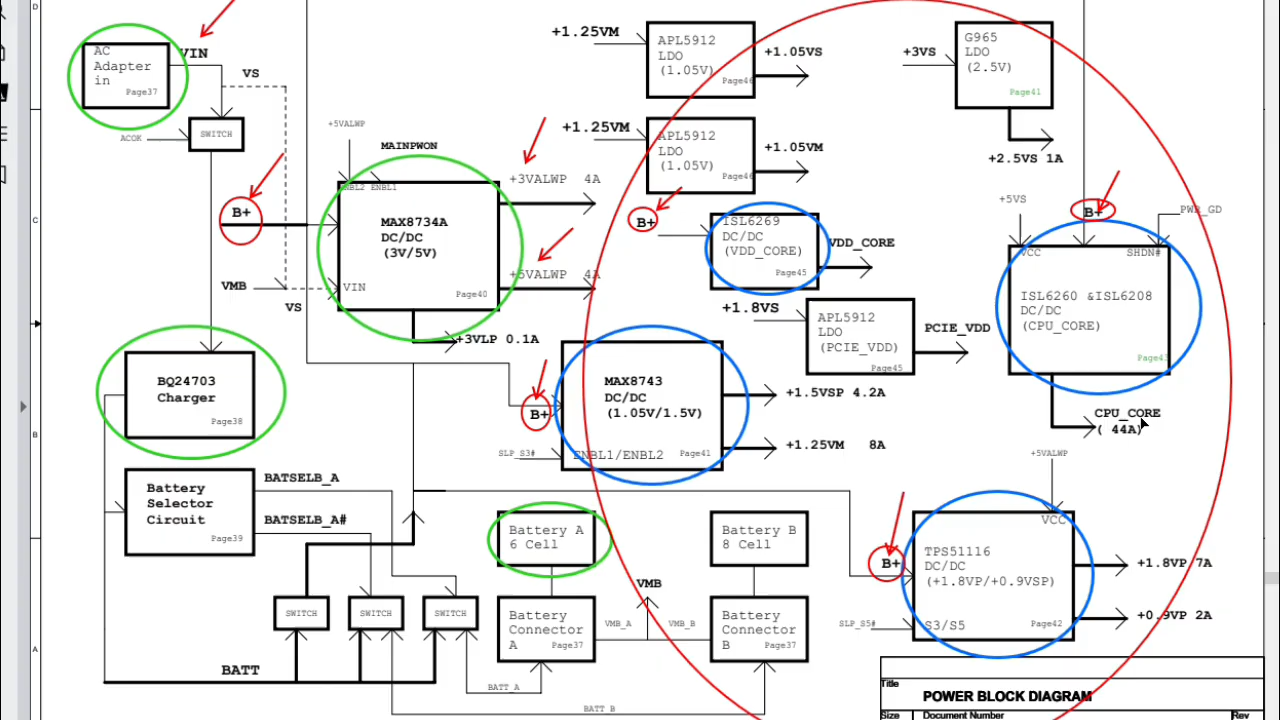 D
AC
Adapter
in
Page37
VIN
VS
ACOK
SWITCH
+5VALWP
MAINPWON
ENBL2 ENBL1
MAX8734A
DC/DC
(3V/5V)
VIN
Page40
B+
VMB
VS
+3VALWP 4A
+5VALWP 4A
+3VLP 0.1A
+1.25VM
APL5912
LDO
(1.05V)
+1.05VS
+1.25VM
APL5912
LDO
(1.05V)
+1.05VM
+3VS
G965
LDO
(2.5V)
Page41
+2.5VS 1A
C
B+
ISL6269
DC/DC
(VDD_CORE)
Page45
VDD_CORE
+1.8VS
APL5912
LDO
(PCIE_VDD)
Page45
PCIE_VDD
+5VS
B+
PWR_GD
VCC
SHDN#
ISL6260 &ISL6208
DC/DC
(CPU_CORE)
CPU_CORE
( 44A)
BQ24703
Charger
Page38
B+
MAX8743
DC/DC
(1.05V/1.5V)
ENBL1/ENBL2
Page41
SLP_S3#
+1.5VSP 4.2A
+1.25VM 8A
B
Battery
Selector
Circuit
Page39
BATSELB_A
BATSELB_A#
Battery A
6 Cell
Battery B
8 Cell
+5VALWP
VCC
B+
TPS51116
DC/DC
(+1.8VP/+0.9VSP)
S3/S5
Page42
SLP_S5#
+1.8VP 7A
+0.9VP 2A
SWITCH
SWITCH
SWITCH
Battery
Connector
A
Page37
VMB
VMB_A
VMB_B
Battery
Connector
B
Page37
A
BATT
BATT_A
BATT_B
Title
POWER BLOCK DIAGRAM
Size
Document Number
Rev